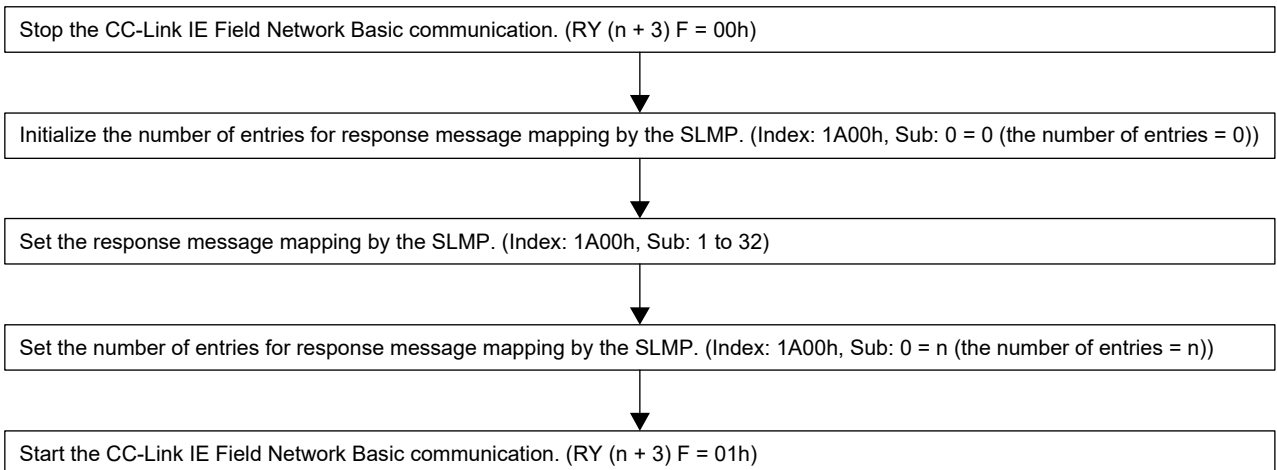 Stop the CC-Link IE Field Network Basic communication. (RY (n + 3) F = 00h)
Initialize the number of entries for response message mapping by the SLMP. (Index: 1A00h, Sub: 0 = 0 (the number of entries = 0))
Set the response message mapping by the SLMP. (Index: 1A00h, Sub: 1 to 32)
Set the number of entries for response message mapping by the SLMP. (Index: 1A00h, Sub: 0 = n (the number of entries = n))
Start the CC-Link IE Field Network Basic communication. (RY (n + 3) F = 01h)